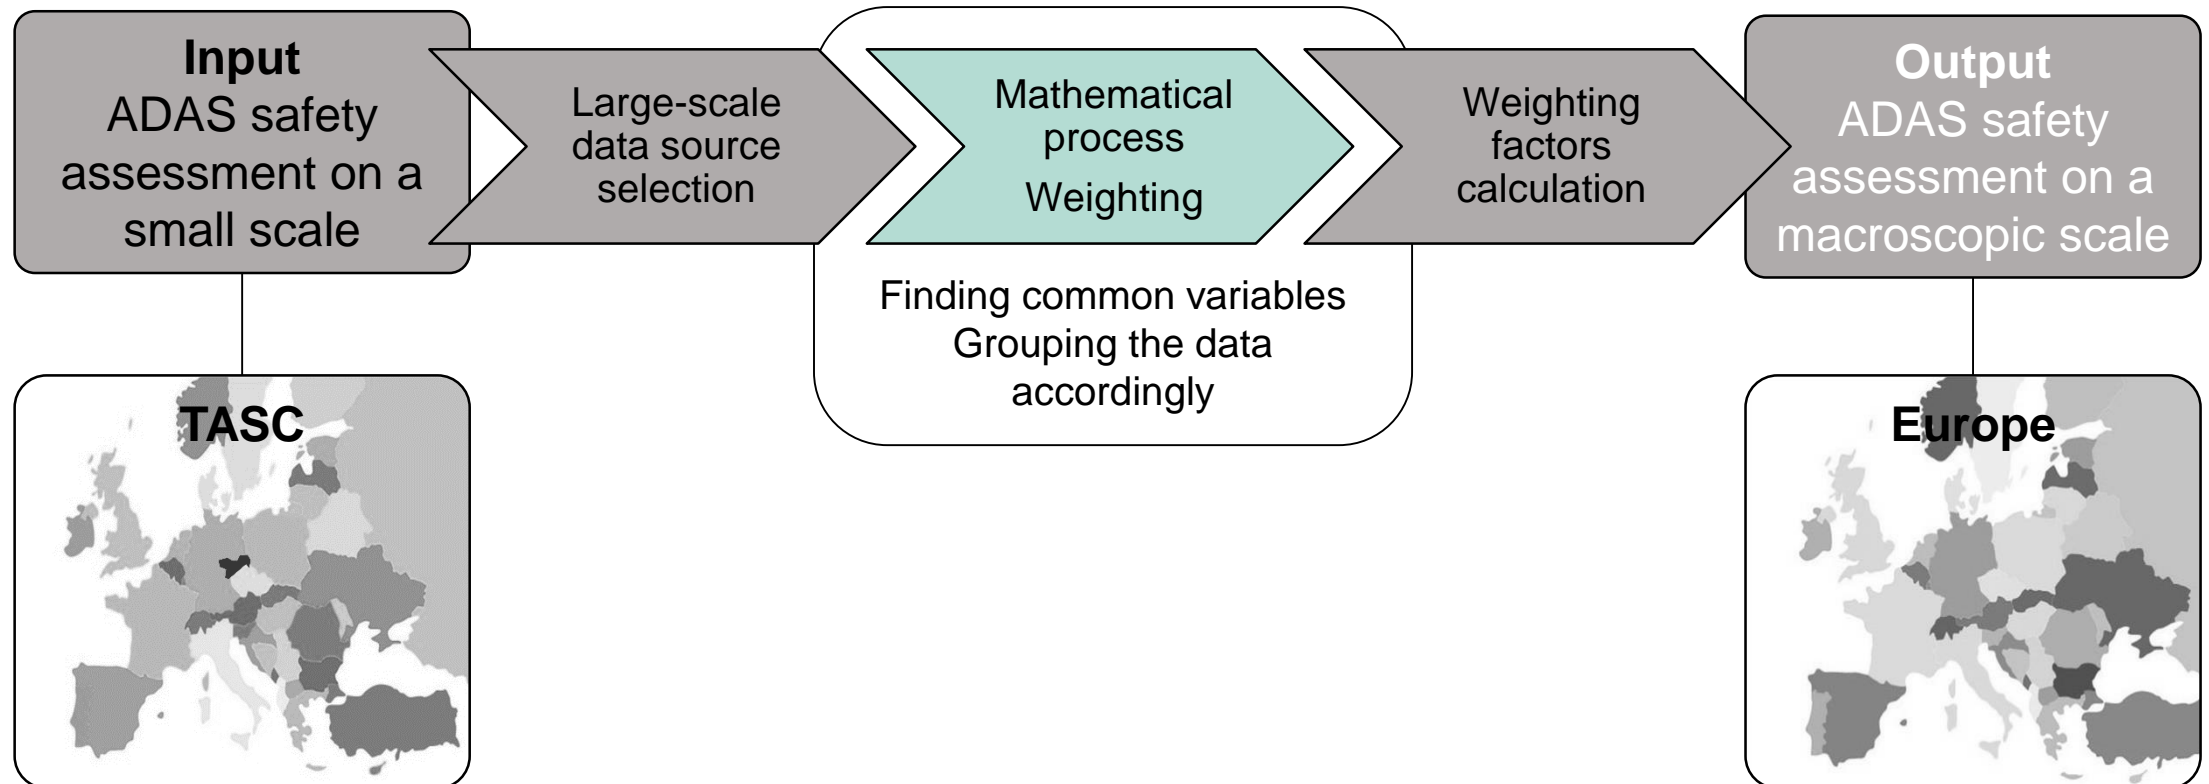 Input
ADAS safety
assessment on a
small scale
Large-scale
data source
selection
Mathematical
process
Weighting
Weighting
factors
calculation
Output
ADAS safety
assessment on a
macroscopic scale
Finding common variables
Grouping the data
accordingly
TASC
Europe